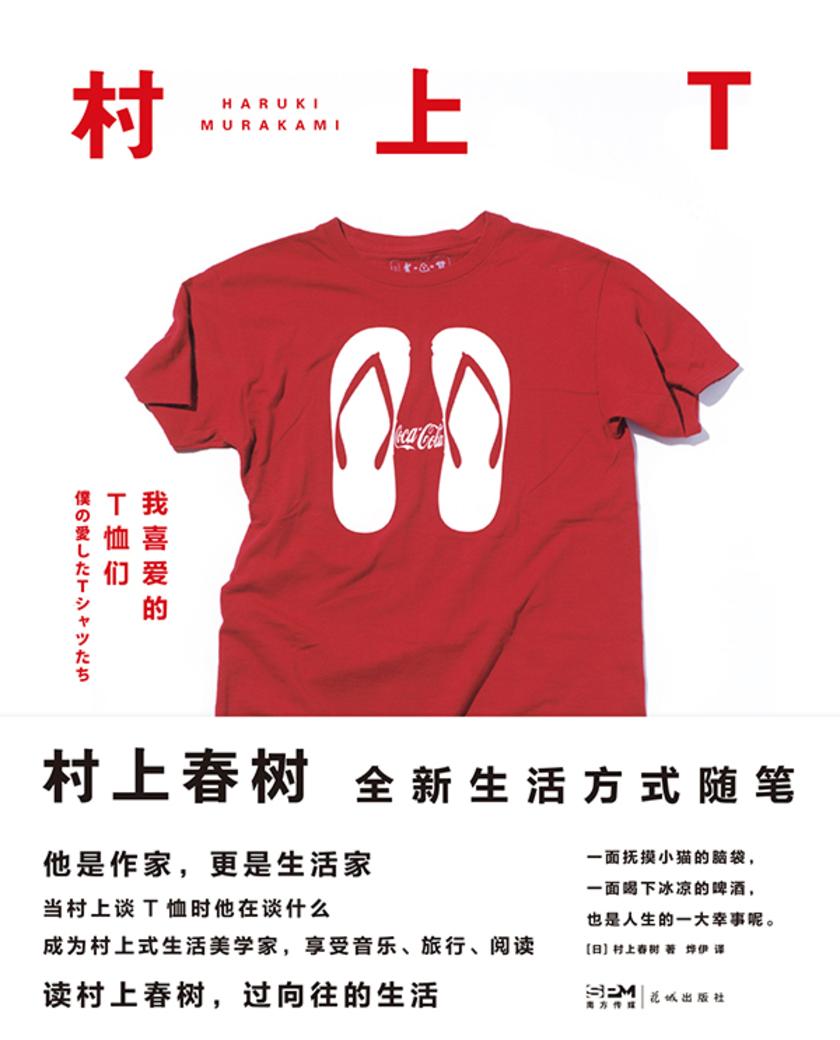 村上T
HARUKI
MURAKAMI
Coca-Cola
我喜爱的
T恤们
僕の愛したTシャツたち
村上春树 全新生活方式随笔
他是作家，更是生活家
当村上谈T恤时他在谈什么
成为村上式生活美学家，享受音乐、旅行、阅读
读村上春树，过向往的生活
一面抚摸小猫的脑袋，
一面喝下冰凉的啤酒，
也是人生的一大幸事呢。
[日] 村上春树 著 烨伊 译
SPM
南方传媒
花城出版社